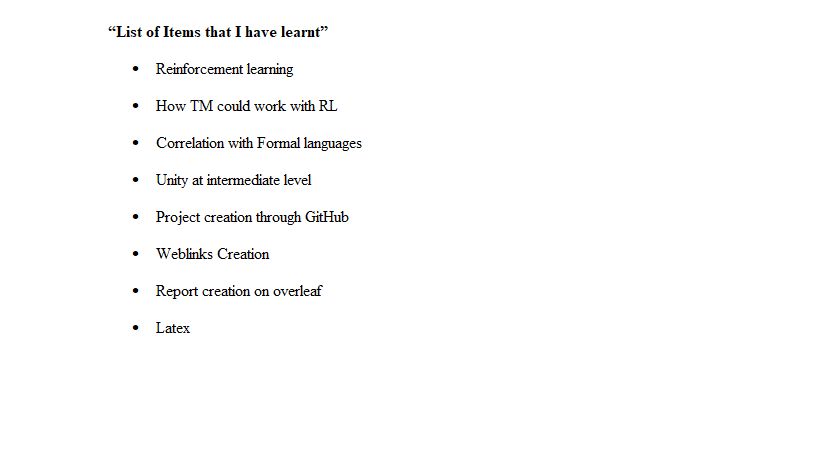 “List of Items that I have learnt”
• Reinforcement learning
• How TM could work with RL
• Correlation with Formal languages
• Unity at intermediate level
• Project creation through GitHub
• Weblinks Creation
• Report creation on overleaf
• Latex